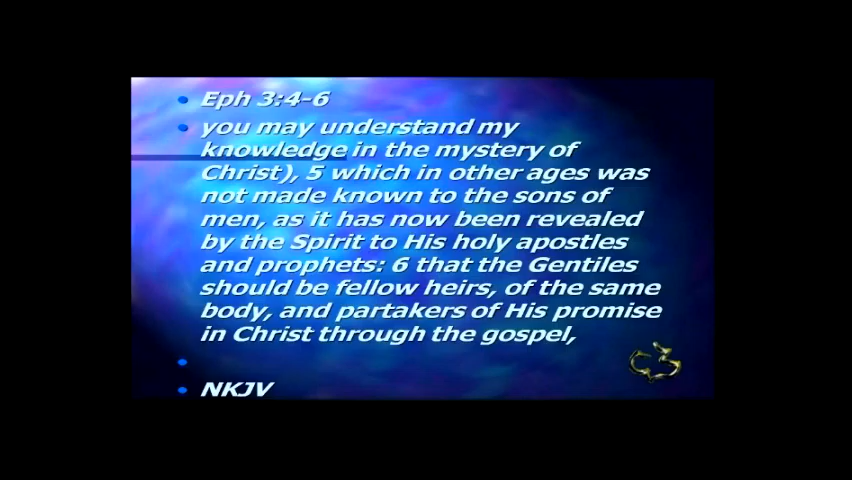 Eph 3:4-6
you may understand my
knowledge in the mystery of
Christ), 5 which in other ages was
not made known to the sons of
men, as it has now been revealed
by the Spirit to His holy apostles
and prophets: 6 that the Gentiles
should be fellow heirs, of the same
body, and partakers of His promise
in Christ through the gospel,
NKJV